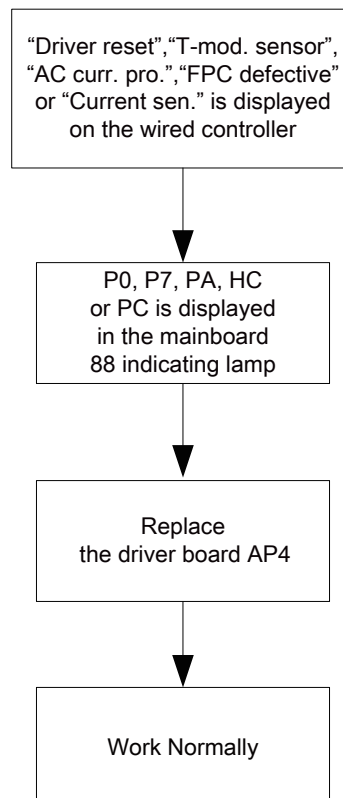 “Driver reset”,“T-mod. sensor”,
“AC curr. pro.”,“FPC defective”
or “Current sen.” is displayed
on the wired controller
P0, P7, PA, HC
or PC is displayed
in the mainboard
88 indicating lamp
Replace
the driver board AP4
Work Normally